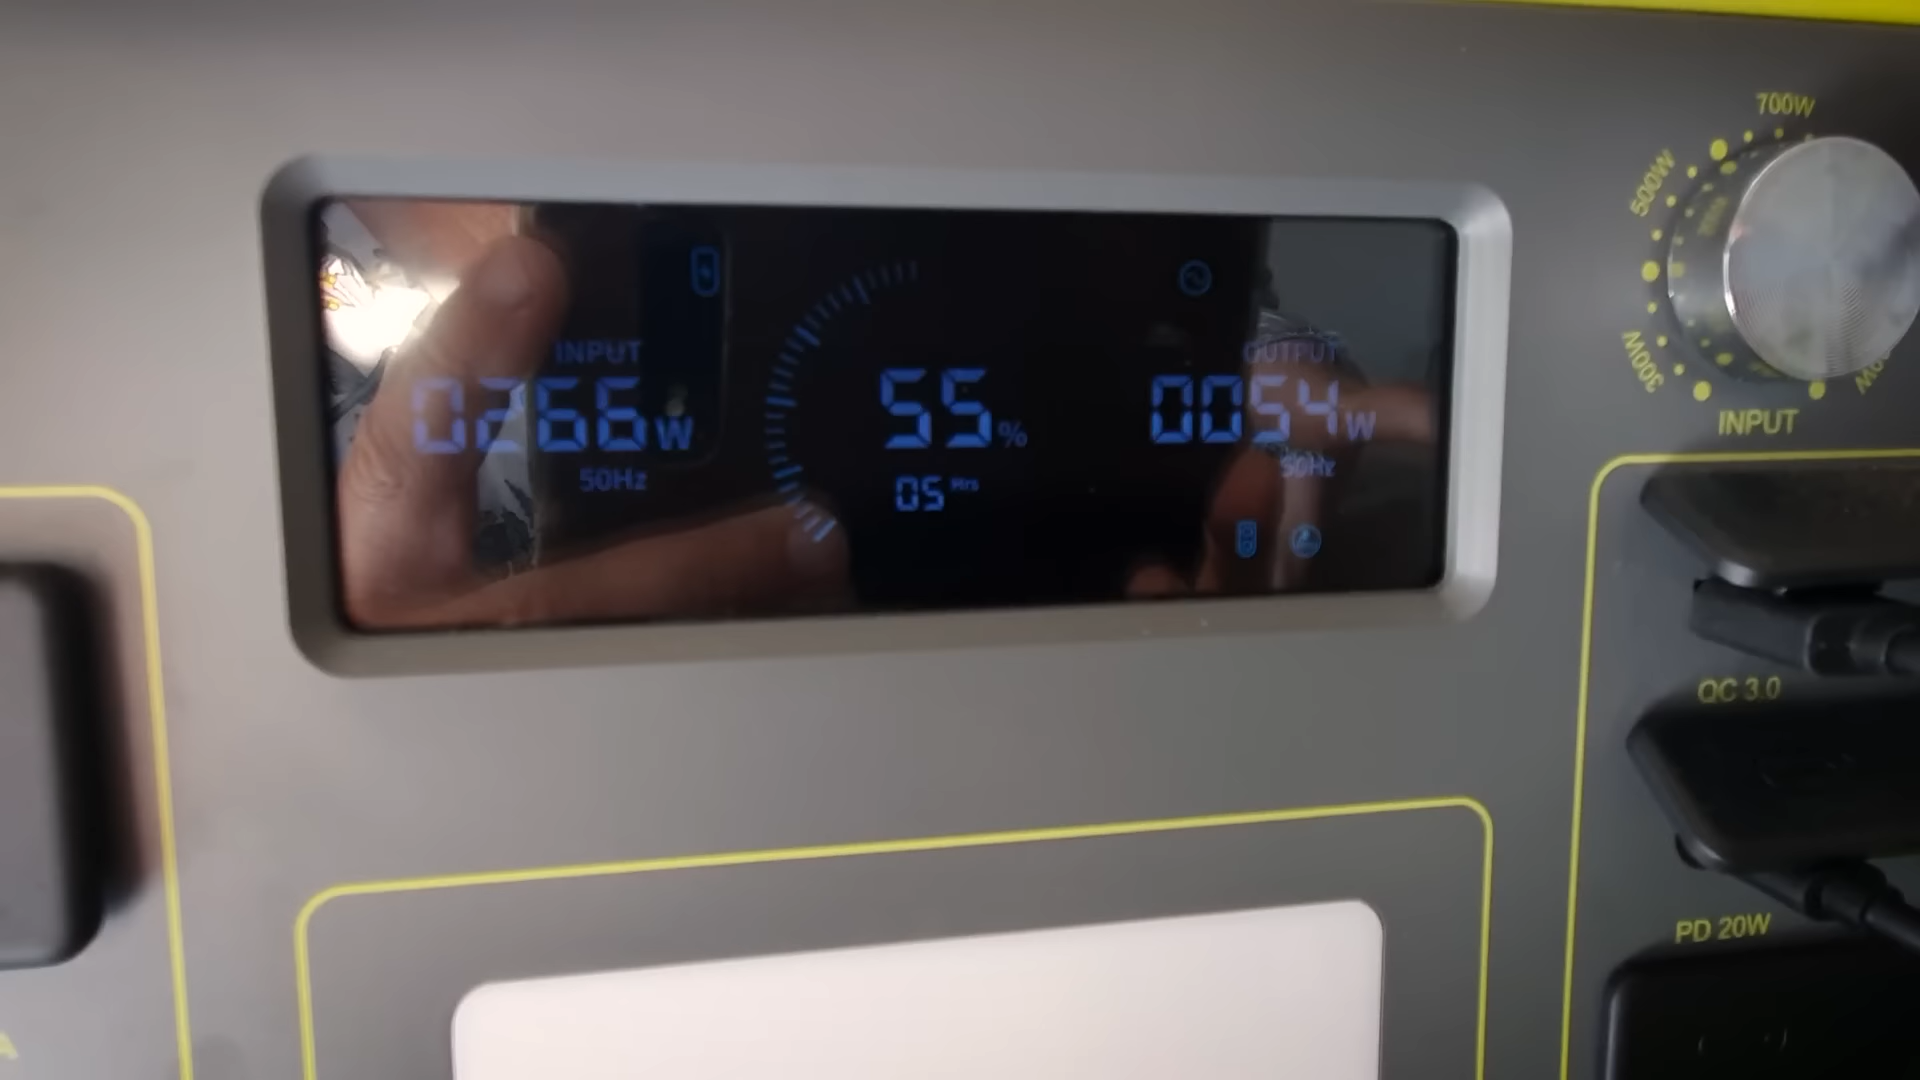 700W
500W
300W
INPUT
INPUT
0266W
50Hz
55%
05 Hrs
OUTPUT
0054W
50Hz
QC 3.0
PD 20W
A